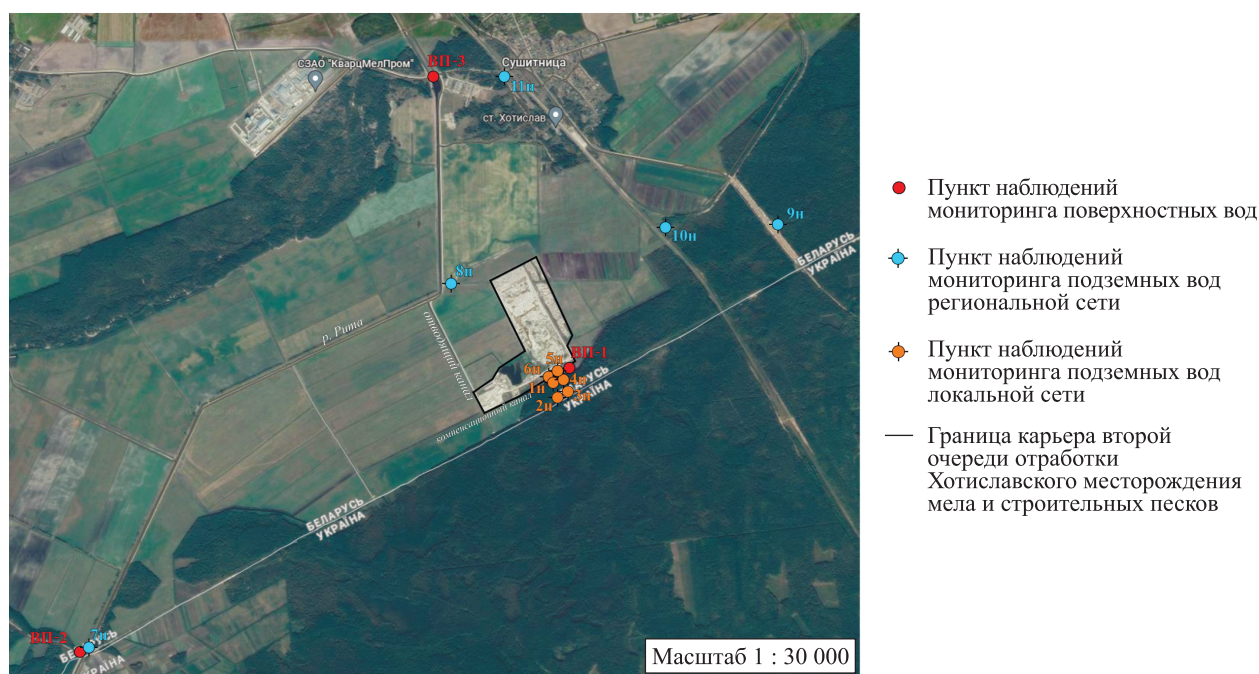 СЗАО "КварцМелПром"
ВП-3
Сушитница
11н
ст. Хотислав
9н
10н
БЕЛАРУСЬ
УКРАЇНА
8н
р. Рита
отводящий канал
5н
ВП-1
6н
4н
1н
3н
2н
БЕЛАРУСЬ
УКРАЇНА
компенсационный канал
БЕЛАРУСЬ
УКРАЇНА
ВП-2
7н
БЕЛАРУСЬ
УКРАЇНА
Масштаб 1 : 30 000
Пункт наблюдений
мониторинга поверхностных вод
Пункт наблюдений
мониторинга подземных вод
региональной сети
Пункт наблюдений
мониторинга подземных вод
локальной сети
Граница карьера второй
очереди отработки
Хотиславского месторождения
мела и строительных песков